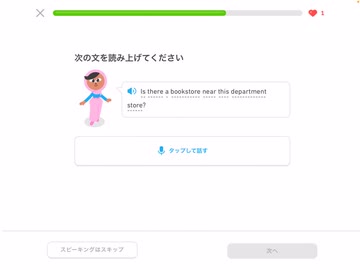 1
次の文を読み上げてください
Is there a bookstore near this department
store?
タップして話す
スピーキングはスキップ
次へ